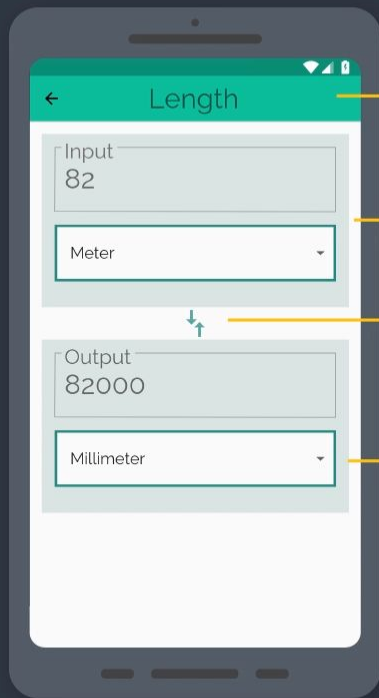 Length
Input
82
Meter
Output
82000
Millimeter